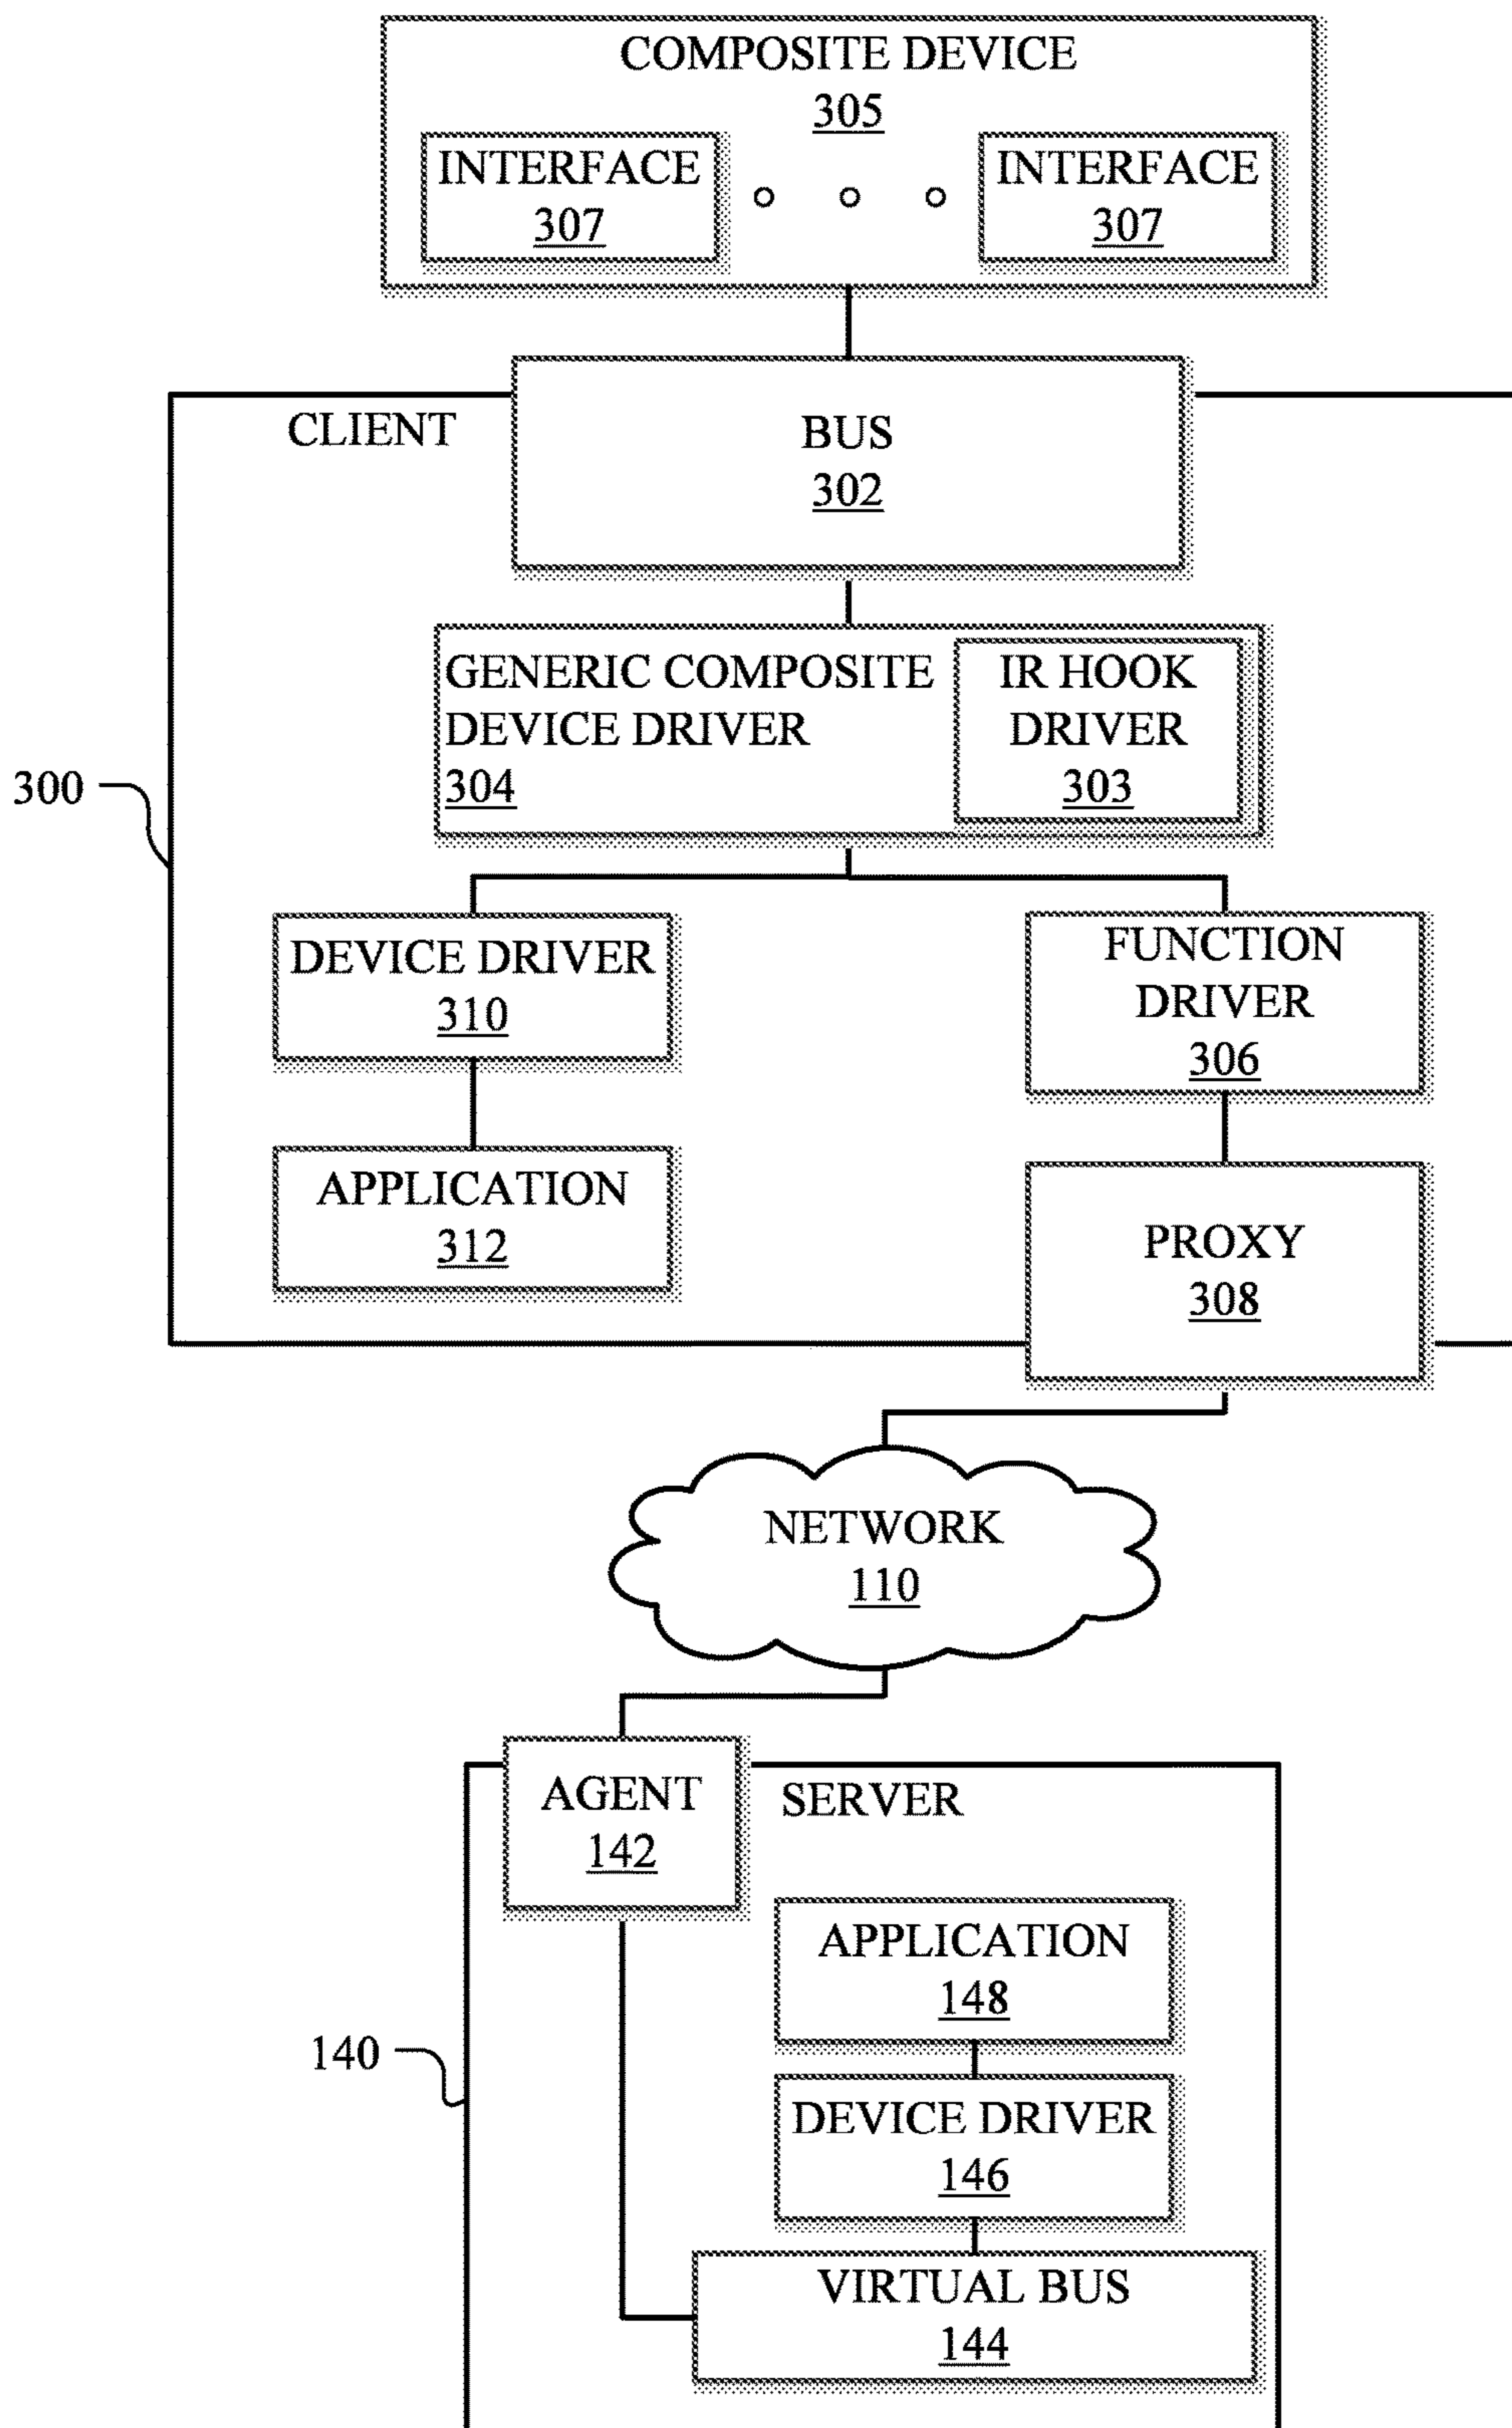 COMPOSITE DEVICE
305
INTERFACE
307
INTERFACE
307
CLIENT
BUS
302
GENERIC COMPOSITE
DEVICE DRIVER
304
IR HOOK
DRIVER
303
300
DEVICE DRIVER
310
FUNCTION
DRIVER
306
APPLICATION
312
PROXY
308
NETWORK
110
AGENT
142
SERVER
APPLICATION
148
140
DEVICE DRIVER
146
VIRTUAL BUS
144